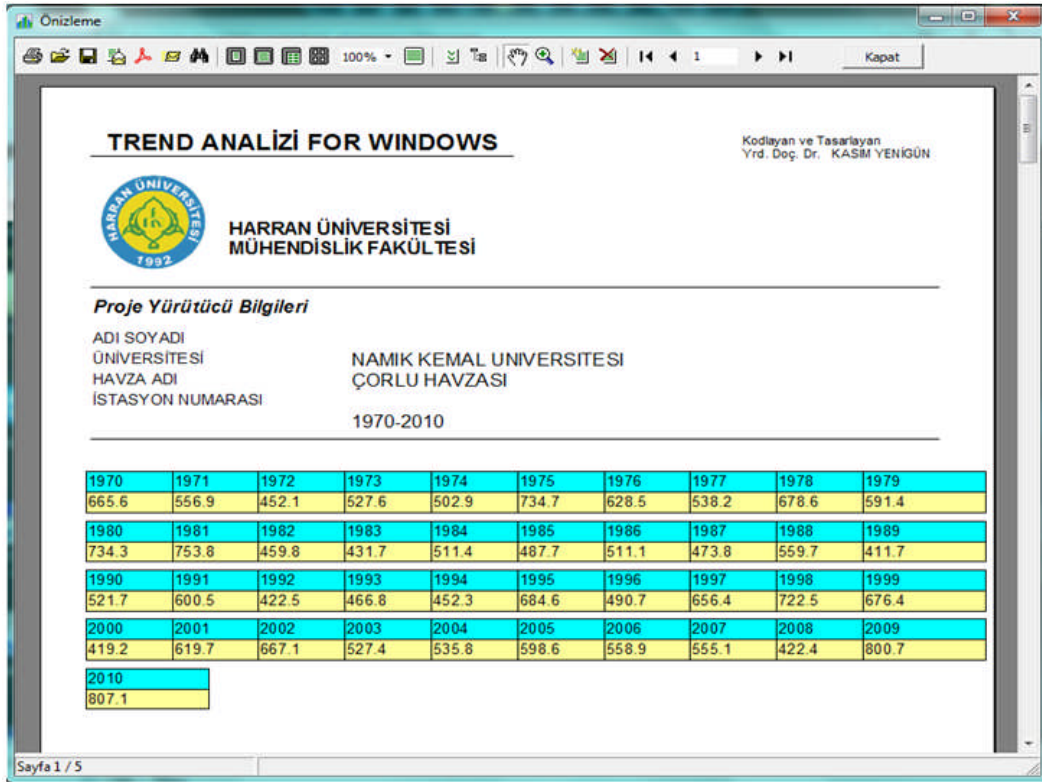 Önizleme
100% 1 Kapat
TREND ANALİZİ FOR WINDOWS
Kodlayan ve Tasarlayan
Yrd. Doç. Dr. KASIM YENİGÜN
HARRAN ÜNİVERSİTESİ
1992
HARRAN ÜNİVERSİTESİ
MÜHENDİSLİK FAKÜLTESİ
Proje Yürütücü Bilgileri
ADI SOYADI
ÜNİVERSİTESİ NAMIK KEMAL UNIVERSITESI
HAVZA ADI ÇORLU HAVZASI
İSTASYON NUMARASI
1970-2010
1970 1971 1972 1973 1974 1975 1976 1977 1978 1979
665.6 556.9 452.1 527.6 502.9 734.7 628.5 538.2 678.6 591.4
1980 1981 1982 1983 1984 1985 1986 1987 1988 1989
734.3 753.8 459.8 431.7 511.4 487.7 511.1 473.8 559.7 411.7
1990 1991 1992 1993 1994 1995 1996 1997 1998 1999
521.7 600.5 422.5 466.8 452.3 684.6 490.7 656.4 722.5 676.4
2000 2001 2002 2003 2004 2005 2006 2007 2008 2009
419.2 619.7 667.1 527.4 535.8 598.6 558.9 555.1 422.4 800.7
2010
807.1
Sayfa 1 / 5